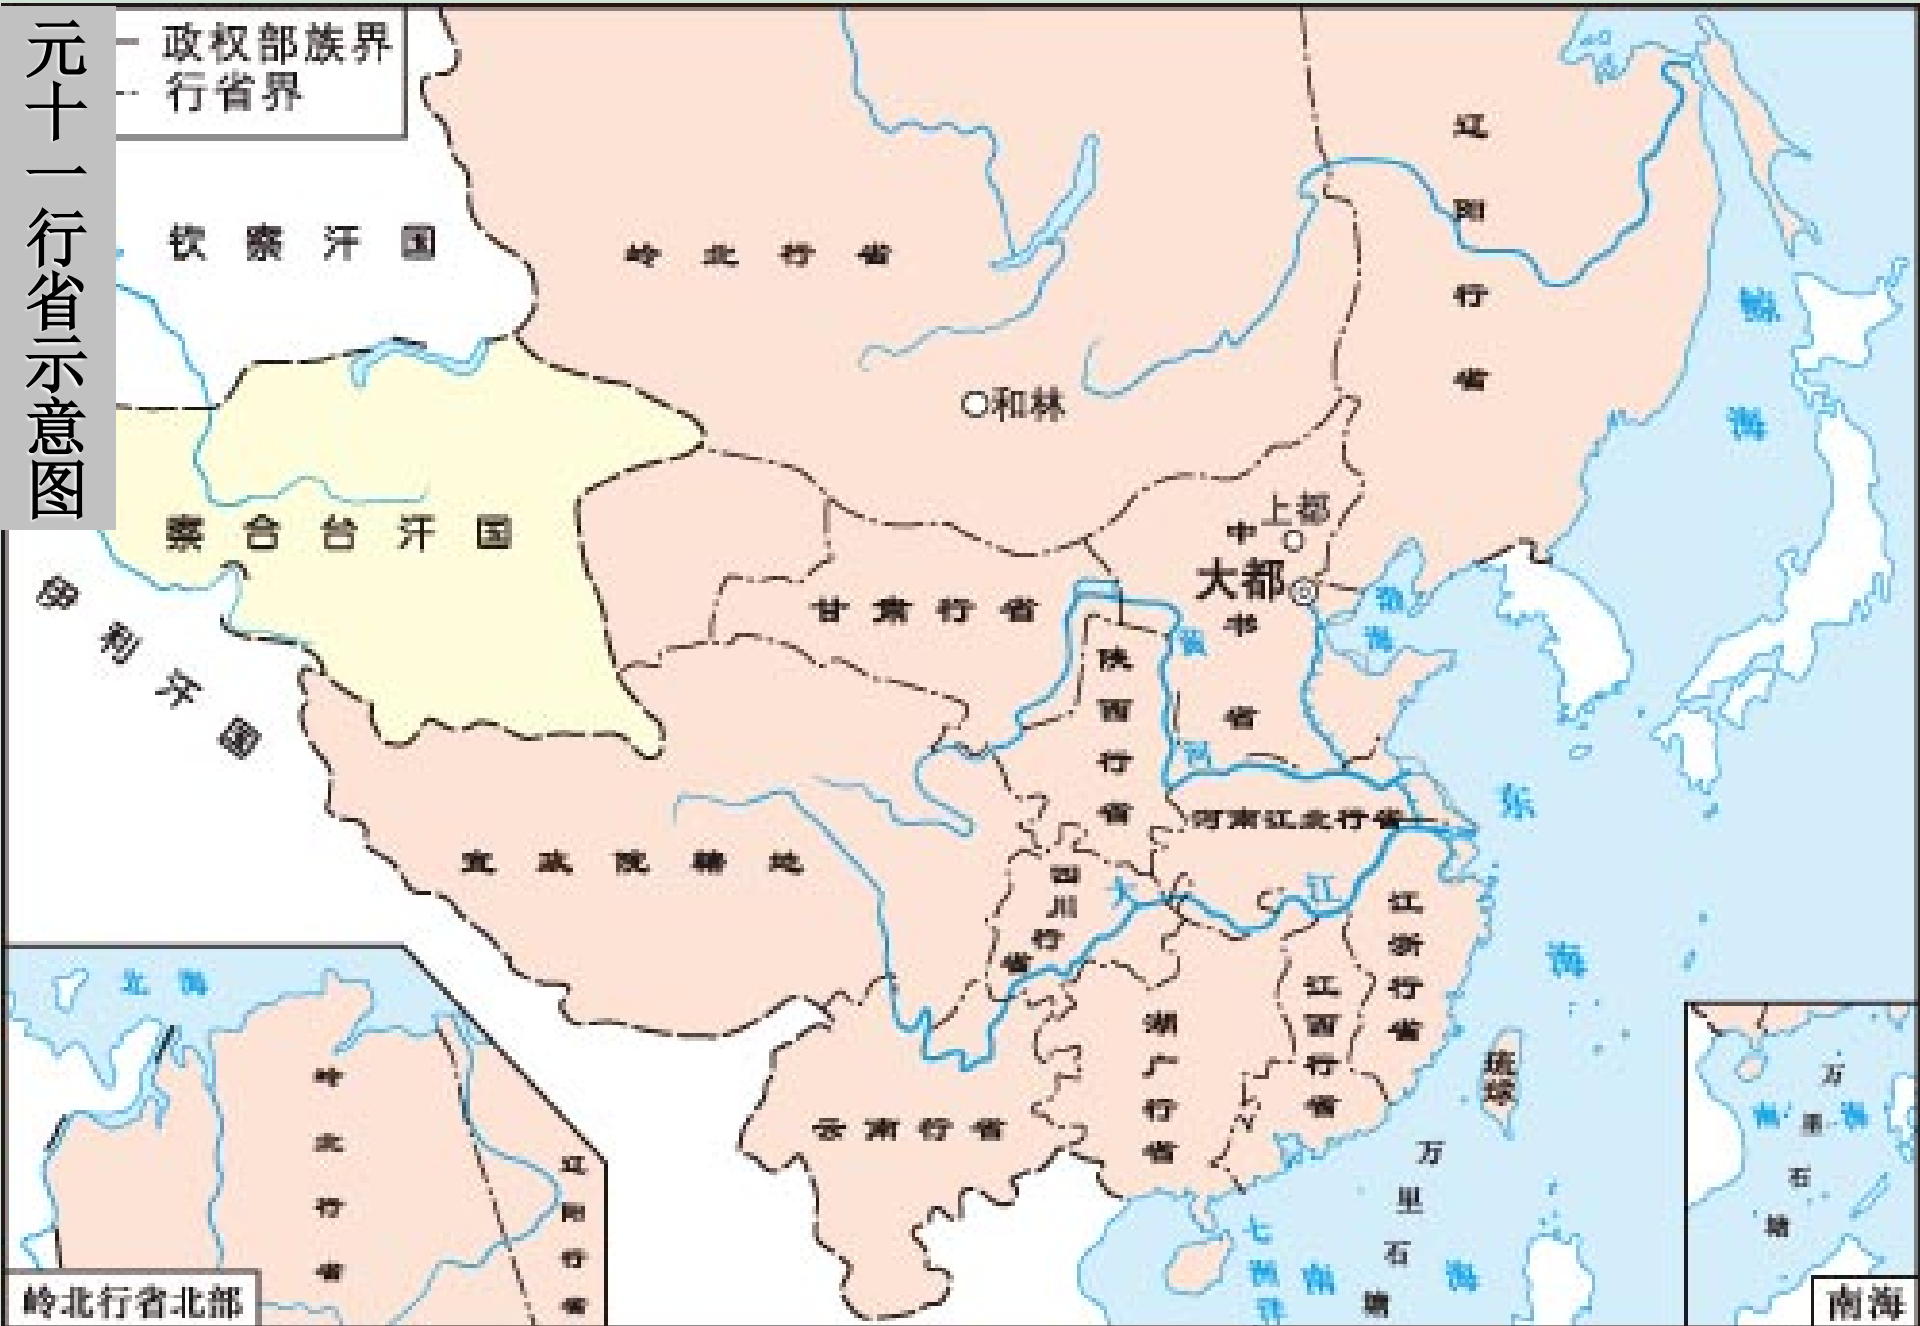 元十一行省示意图
政权部族界
行省界
钦察汗国
岭北行省
辽阳行省
和林
察合台汗国
伊利汗国
上都
大都
中书省
甘肃行省
陕西行省
黄河
渤海
鲸海
河南江北行省
宣政院辖地
四川行省
大江
东海
江浙行省
江西行省
湖广行省
云南行省
琉球
万里石塘
七洲洋
南海
北海
岭北行省
辽阳行省
岭北行省北部
万里石塘
南海
南海